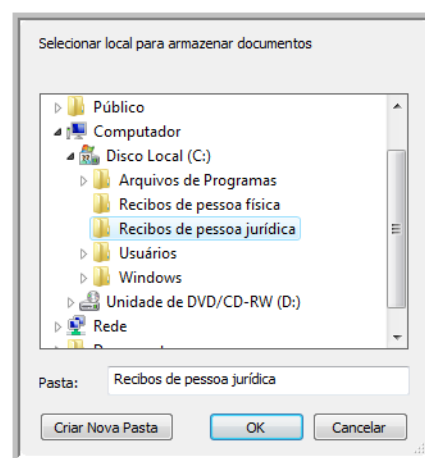 Selecionar local para armazenar documentos
Público
Computador
Disco Local (C:)
Arquivos de Programas
Recibos de pessoa física
Recibos de pessoa jurídica
Usuários
Windows
Unidade de DVD/CD-RW (D:)
Rede
Pasta: Recibos de pessoa jurídica
Criar Nova Pasta OK Cancelar